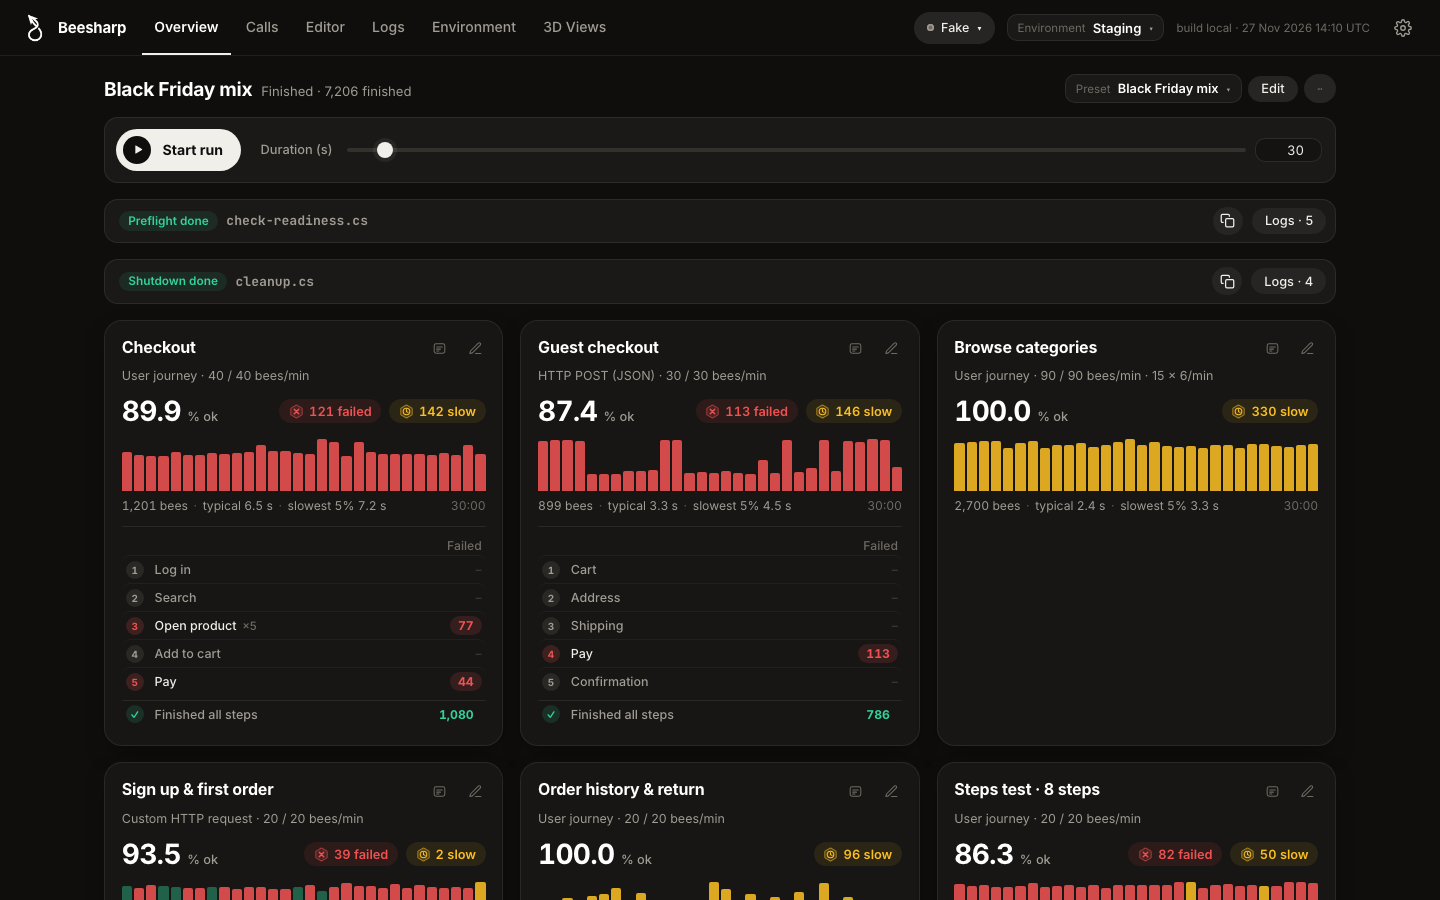 Beesharp Overview Calls Editor Logs Environment 3D Views Fake Environment Staging build local · 27 Nov 2026 14:10 UTC
Black Friday mix Finished · 7,206 finished Preset Black Friday mix Edit
Start run Duration (s) 30
Preflight done check-readiness.cs Logs · 5
Shutdown done cleanup.cs Logs · 4
Checkout
User journey · 40 / 40 bees/min
89.9 % ok 121 failed 142 slow
1,201 bees · typical 6.5 s · slowest 5% 7.2 s 30:00
Failed
1 Log in –
2 Search –
3 Open product ×5 77
4 Add to cart –
5 Pay 44
Finished all steps 1,080
Guest checkout
HTTP POST (JSON) · 30 / 30 bees/min
87.4 % ok 113 failed 146 slow
899 bees · typical 3.3 s · slowest 5% 4.5 s 30:00
Failed
1 Cart –
2 Address –
3 Shipping –
4 Pay 113
5 Confirmation –
Finished all steps 786
Browse categories
User journey · 90 / 90 bees/min · 15 × 6/min
100.0 % ok 330 slow
2,700 bees · typical 2.4 s · slowest 5% 3.3 s 30:00
Sign up & first order
Custom HTTP request · 20 / 20 bees/min
93.5 % ok 39 failed 2 slow
Order history & return
User journey · 20 / 20 bees/min
100.0 % ok 96 slow
Steps test · 8 steps
User journey · 20 / 20 bees/min
86.3 % ok 82 failed 50 slow